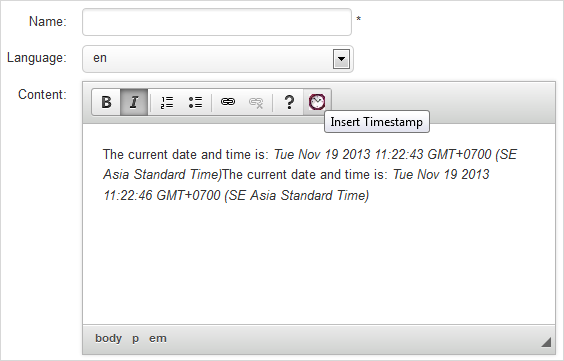 Name: *
Language: en
Content:
B I ?
Insert Timestamp
The current date and time is: Tue Nov 19 2013 11:22:43 GMT+0700 (SE
Asia Standard Time)The current date and time is: Tue Nov 19 2013
11:22:46 GMT+0700 (SE Asia Standard Time)
body p em